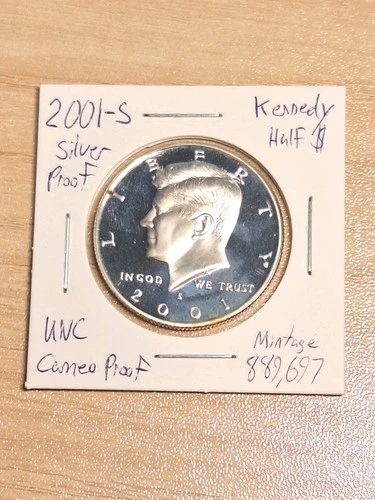 2001-S
Silver
Proof
Kennedy
Half $
LIBERTY
IN GOD WE TRUST
S
2001
UNC
Cameo Proof
Mintage
889,697